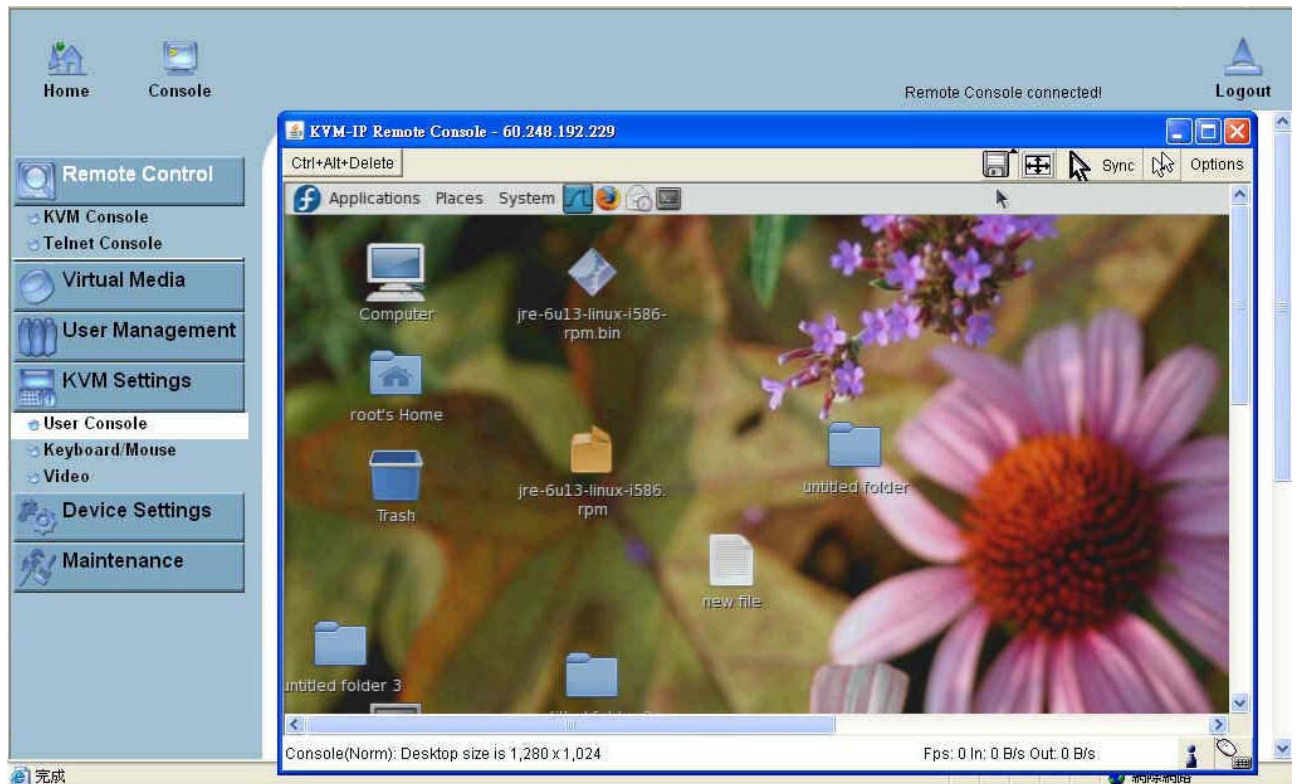 Home
Console
Remote Console connected!
Logout
Remote Control
KVM Console
Telnet Console
Virtual Media
User Management
KVM Settings
User Console
Keyboard/Mouse
Video
Device Settings
Maintenance
KVM-IP Remote Console - 60.248.192.229
Ctrl+Alt+Delete
Sync
Options
Applications Places System
Computer
jre-6u13-linux-i586-
rpm.bin
root's Home
Trash
jre-6u13-linux-i586.
rpm
untitled folder
new file
untitled folder 3
Console(Norm): Desktop size is 1,280 x 1,024
Fps: 0 In: 0 B/s Out: 0 B/s
完成